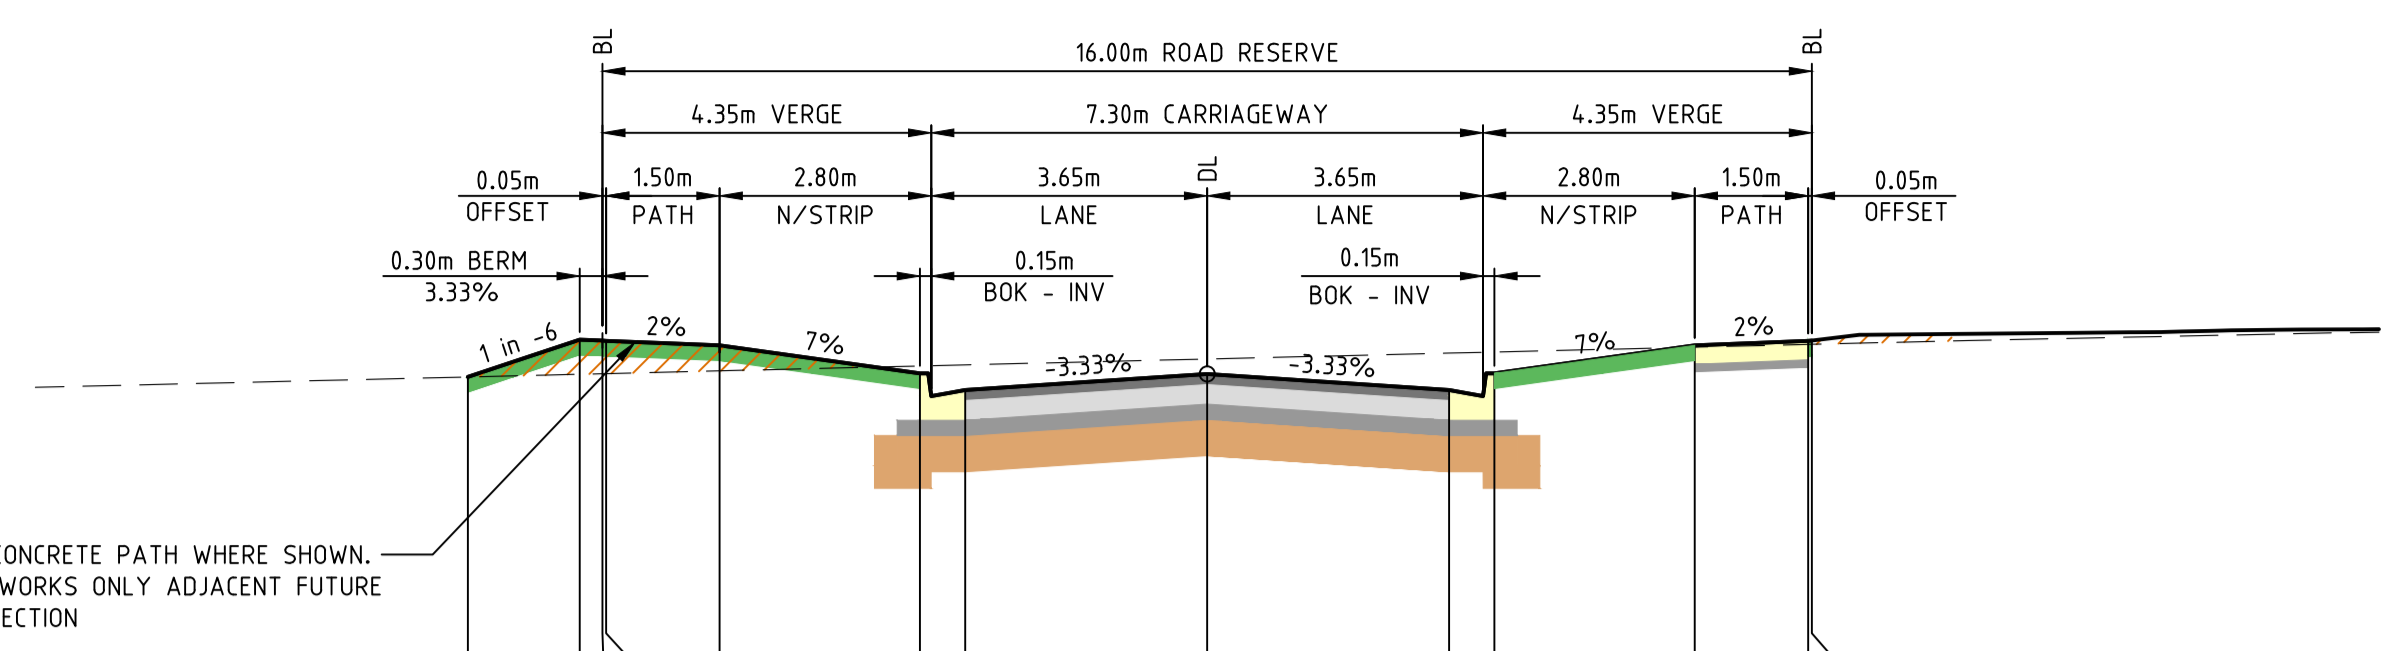 BL
BL
16.00m ROAD RESERVE
4.35m VERGE
7.30m CARRIAGEWAY
4.35m VERGE
DL
0.05m
OFFSET
1.50m
PATH
2.80m
N/STRIP
3.65m
LANE
3.65m
LANE
2.80m
N/STRIP
1.50m
PATH
0.05m
OFFSET
0.30m BERM
3.33%
0.15m
BOK - INV
0.15m
BOK - INV
1 in -6
2%
7%
-3.33%
-3.33%
7%
2%
CONCRETE PATH WHERE SHOWN.
WORKS ONLY ADJACENT FUTURE
ECTION